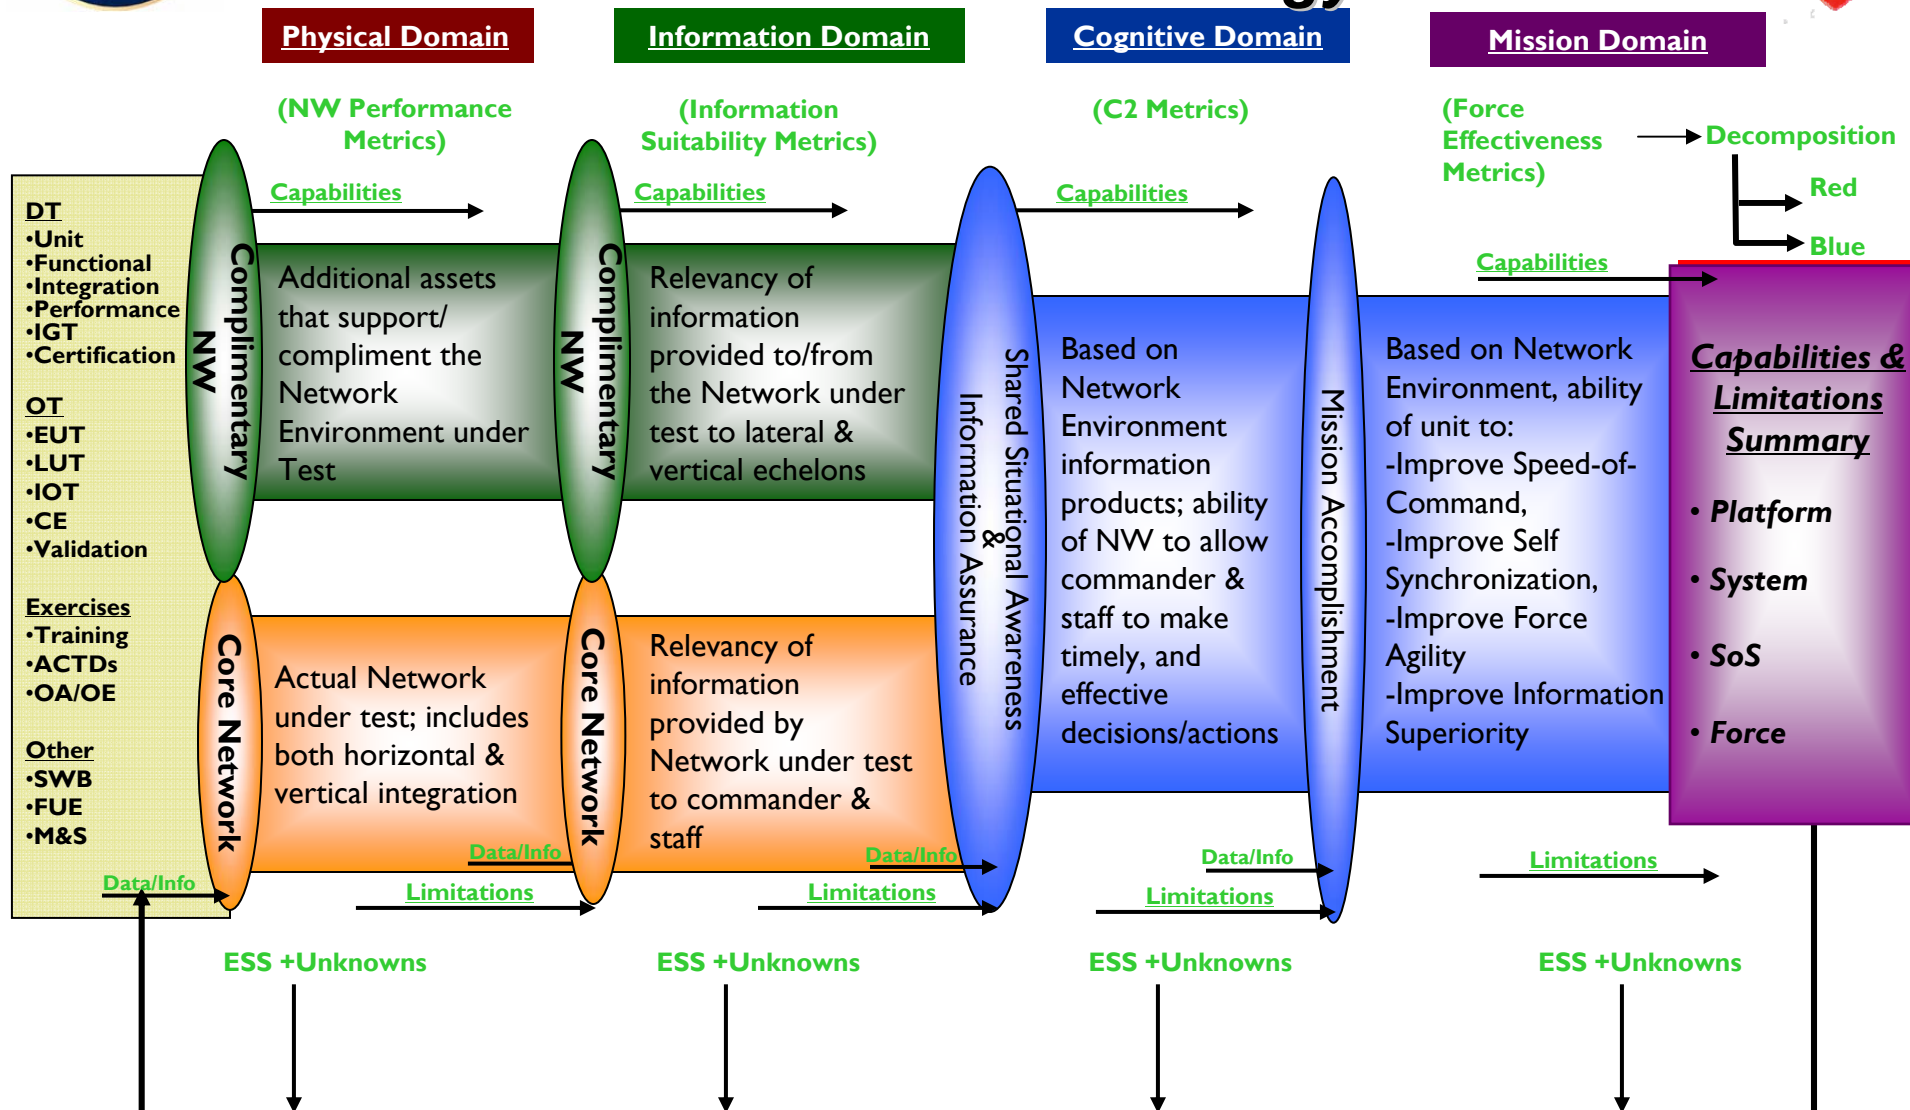 gy
Physical Domain
Information Domain
Cognitive Domain
Mission Domain
(NW Performance
Metrics)
(Information
Suitability Metrics)
(C2 Metrics)
(Force
Effectiveness
Metrics)
Decomposition
Red
Blue
Capabilities
Capabilities
Capabilities
Capabilities
DT
•Unit
•Functional
•Integration
•Performance
•IGT
•Certification
OT
•EUT
•LUT
•IOT
•CE
•Validation
Exercises
•Training
•ACTDs
•OA/OE
Other
•SWB
•FUE
•M&S
Data/Info
Complimentary
NW
Additional assets
that support/
compliment the
Network
Environment under
Test
Complimentary
NW
Relevancy of
information
provided to/from
the Network under
test to lateral &
vertical echelons
Core Network
Actual Network
under test; includes
both horizontal &
vertical integration
Data/Info
Limitations
Core Network
Relevancy of
information
provided by
Network under test
to commander &
staff
Data/Info
Limitations
Shared Situational Awareness
&
Information Assurance
Based on
Network
Environment
information
products; ability
of NW to allow
commander &
staff to make
timely, and
effective
decisions/actions
Data/Info
Limitations
Mission Accomplishment
Based on Network
Environment, ability
of unit to:
-Improve Speed-of-
Command,
-Improve Self
Synchronization,
-Improve Force
Agility
-Improve Information
Superiority
Limitations
Capabilities &
Limitations
Summary
• Platform
• System
• SoS
• Force
ESS +Unknowns
ESS +Unknowns
ESS +Unknowns
ESS +Unknowns